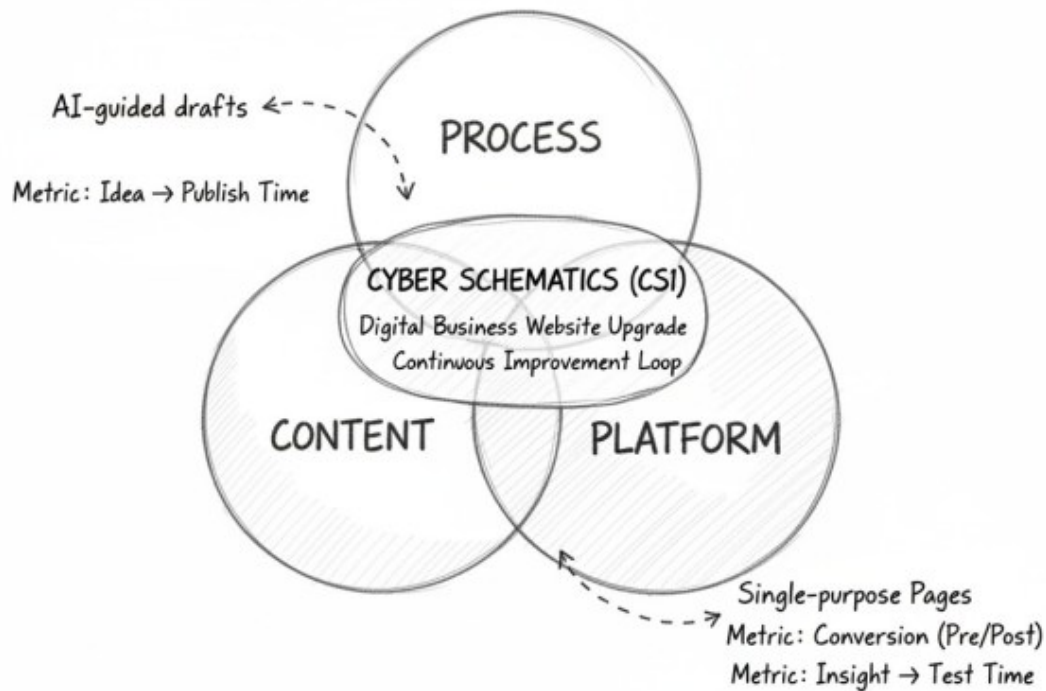 PROCESS
AI-guided drafts
Metric: Idea → Publish Time
CYBER SCHEMATICS (CSI)
Digital Business Website Upgrade
Continuous Improvement Loop
CONTENT
PLATFORM
Single-purpose Pages
Metric: Conversion (Pre/Post)
Metric: Insight → Test Time